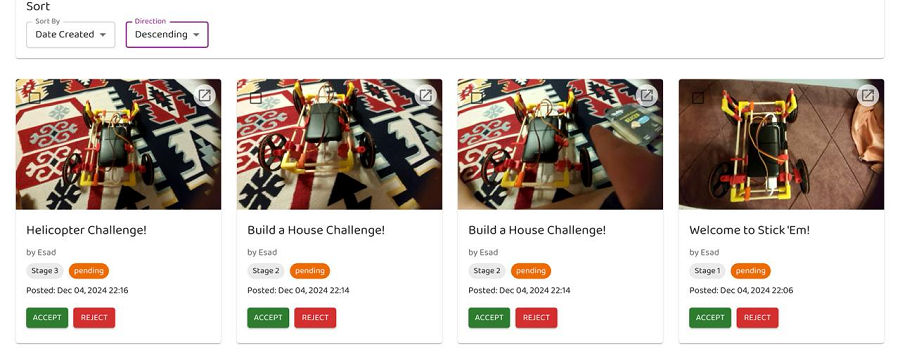 Sort
Sort By
Direction
Date Created
Descending
Helicopter Challenge!
by Esad
Stage 3
pending
Posted: Dec 04, 2024 22:16
ACCEPT
REJECT
Build a House Challenge!
by Esad
Stage 2
pending
Posted: Dec 04, 2024 22:14
ACCEPT
REJECT
Build a House Challenge!
by Esad
Stage 2
pending
Posted: Dec 04, 2024 22:14
ACCEPT
REJECT
Welcome to Stick 'Em!
by Esad
Stage 1
pending
Posted: Dec 04, 2024 22:06
ACCEPT
REJECT